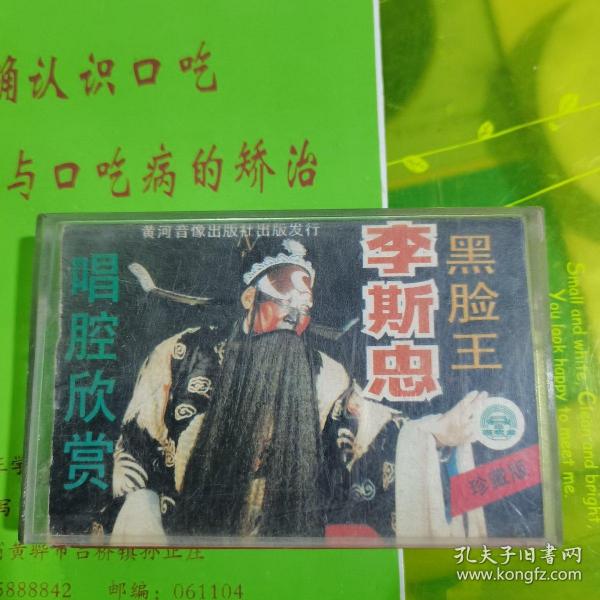 确认识口吃
与口吃病的矫治
黄河音像出版社出版发行
唱腔欣赏
李斯忠
黑脸王
珍藏版
Small and white, Clean and bright,
You look happy to meet me.
5888842 邮编：061104
孔夫子旧书网
www.kongfz.com